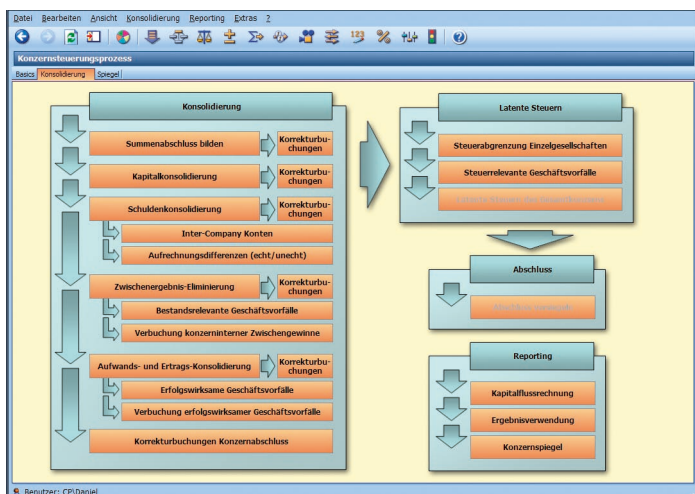 Datei Bearbeiten Ansicht Konsolidierung Reporting Extras ?
123
Konzernsteuerungsprozess
Basics Konsolidierung Spiegel
Konsolidierung
Summenabschluss bilden
Korrekturbu-
chungen
Kapitalkonsolidierung
Korrekturbu-
chungen
Schuldenkonsolidierung
Korrekturbu-
chungen
Inter-Company Konten
Aufrechnungsdifferenzen (echt/unecht)
Zwischenergebnis-Eliminierung
Korrekturbu-
chungen
Bestandsrelevante Geschäftsvorfälle
Verbuchung konzerninterner Zwischengewinne
Aufwands- und Ertrags-Konsolidierung
Korrekturbu-
chungen
Erfolgswirksame Geschäftsvorfälle
Verbuchung erfolgswirksamer Geschäftsvorfälle
Korrekturbuchungen Konzernabschluss
Latente Steuern
Steuerabgrenzung Einzelgesellschaften
Steuerrelevante Geschäftsvorfälle
Abschluss
Reporting
Kapitalflussrechnung
Ergebnisverwendung
Konzernspiegel
Benutzer: CP\Daniel